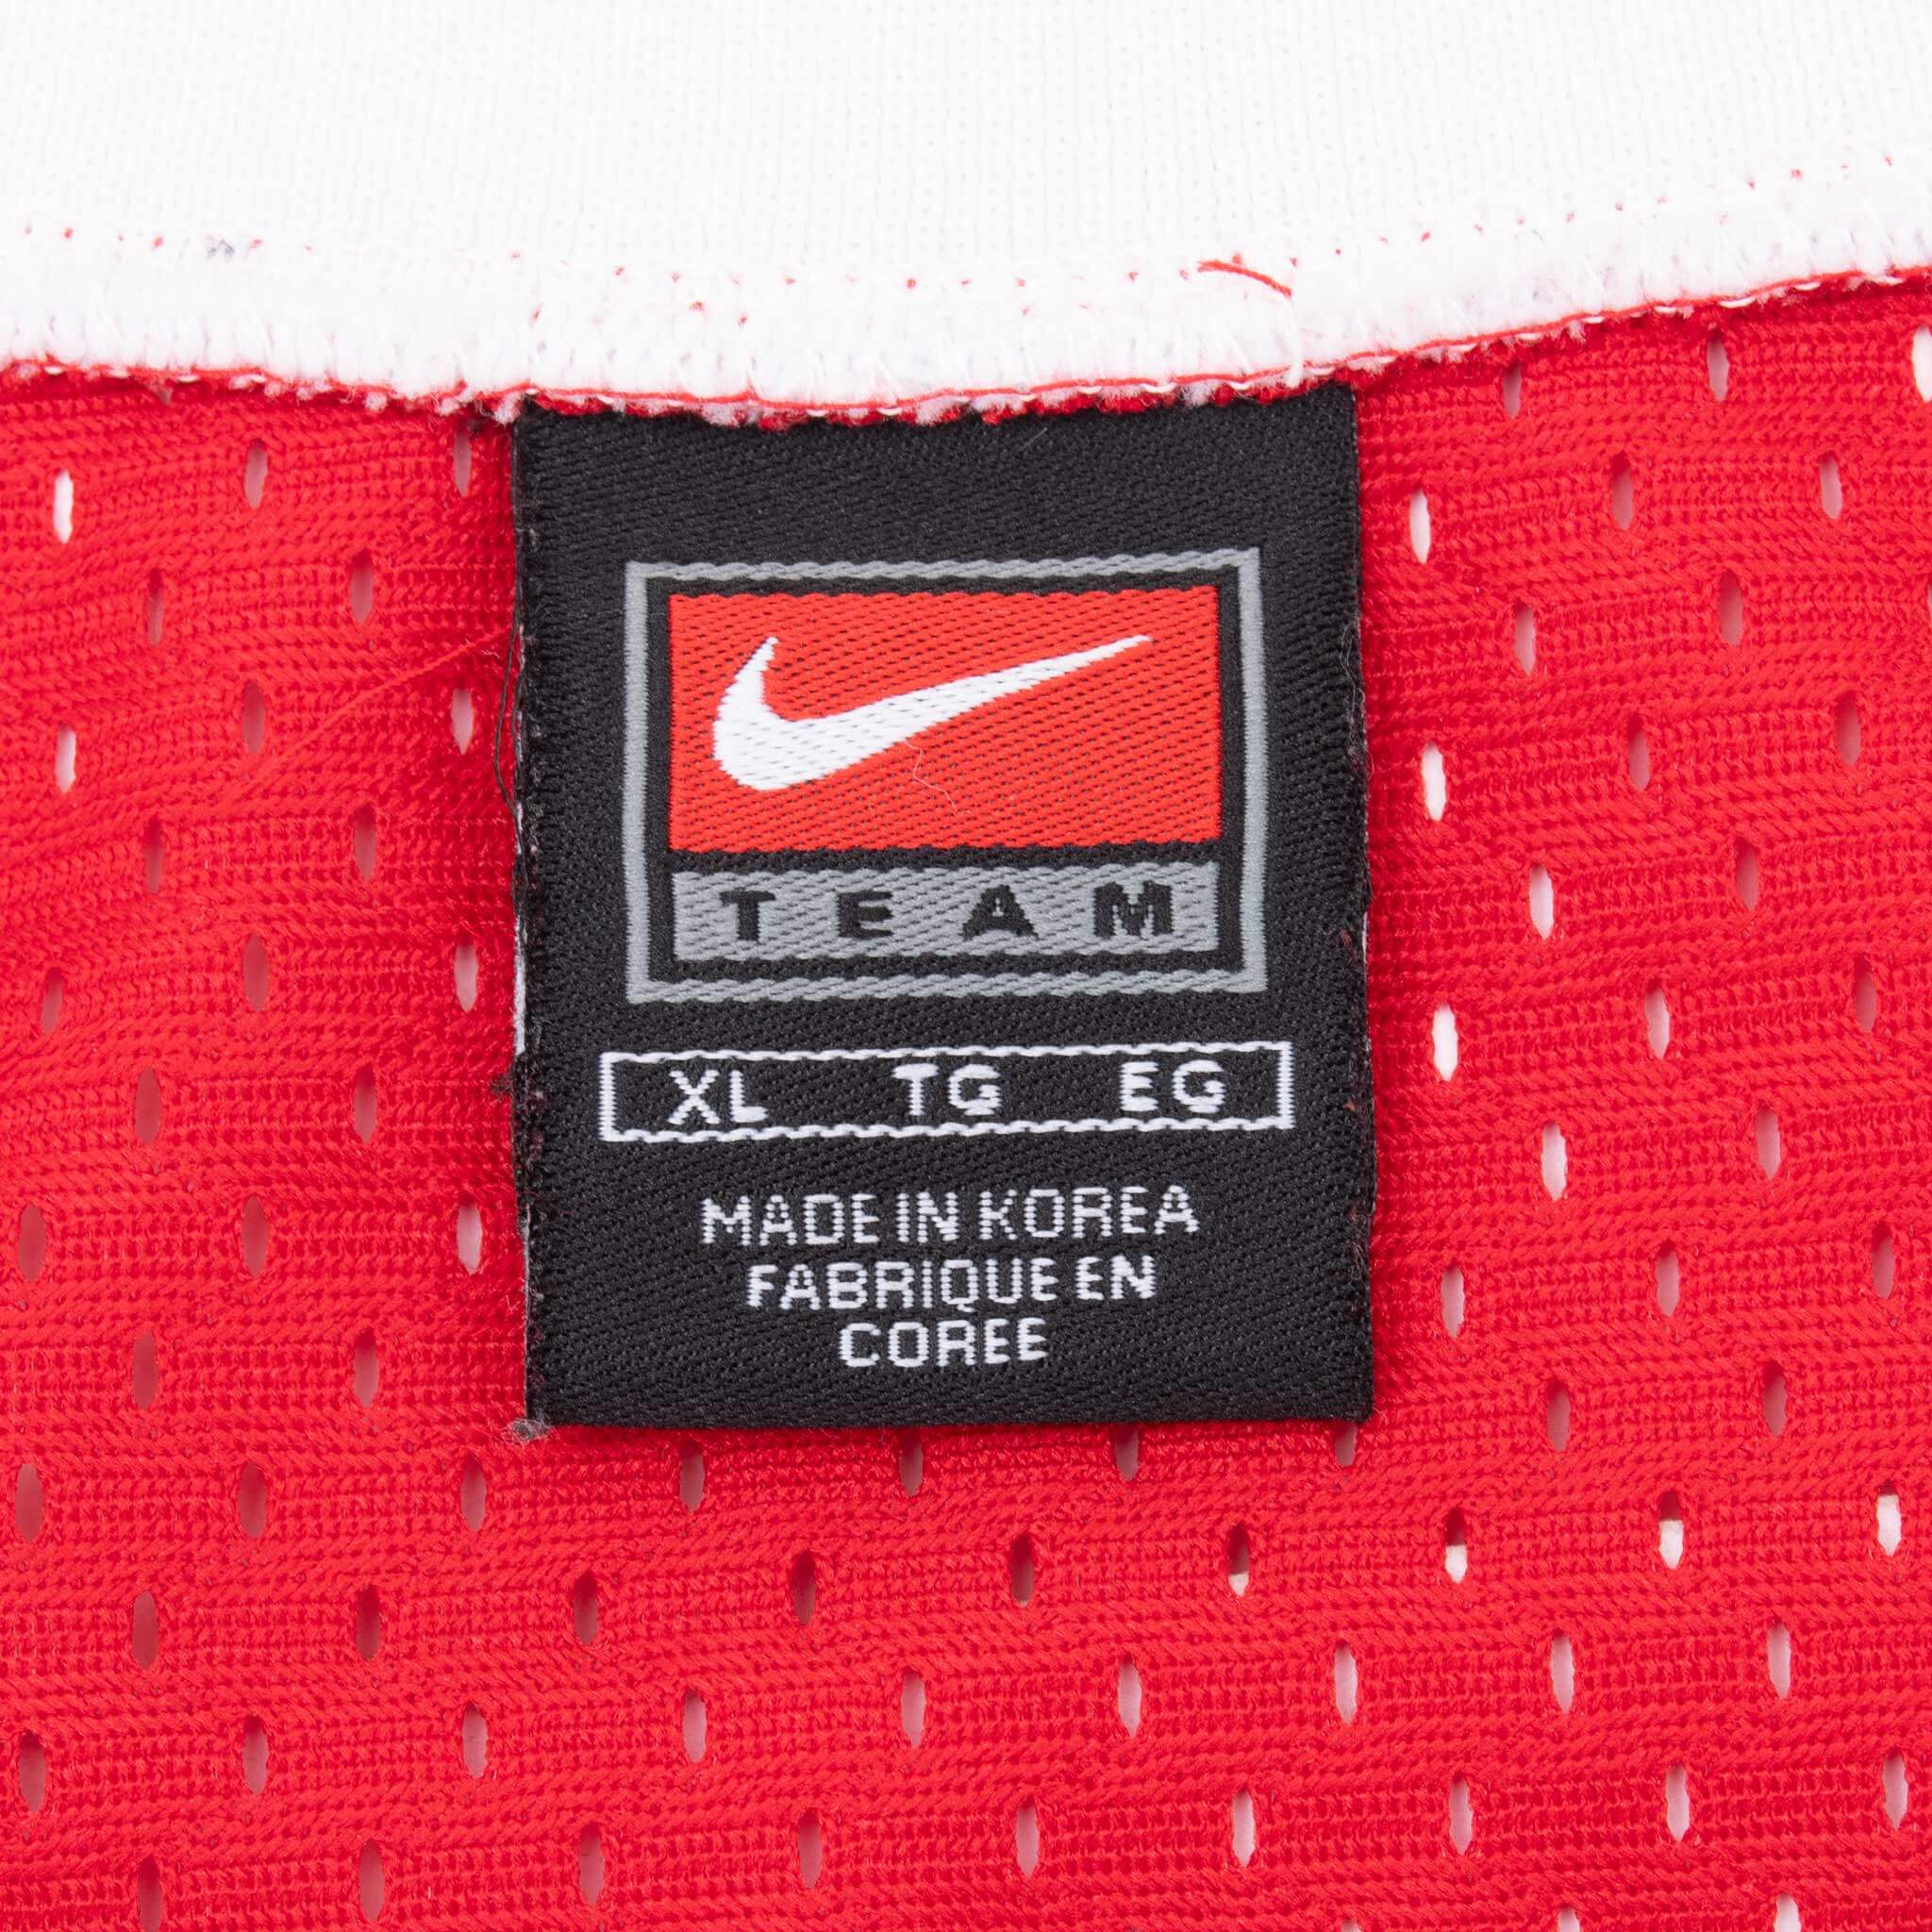 TEAM
XL TG EG
MADE IN KOREA
FABRIQUE EN
COREE